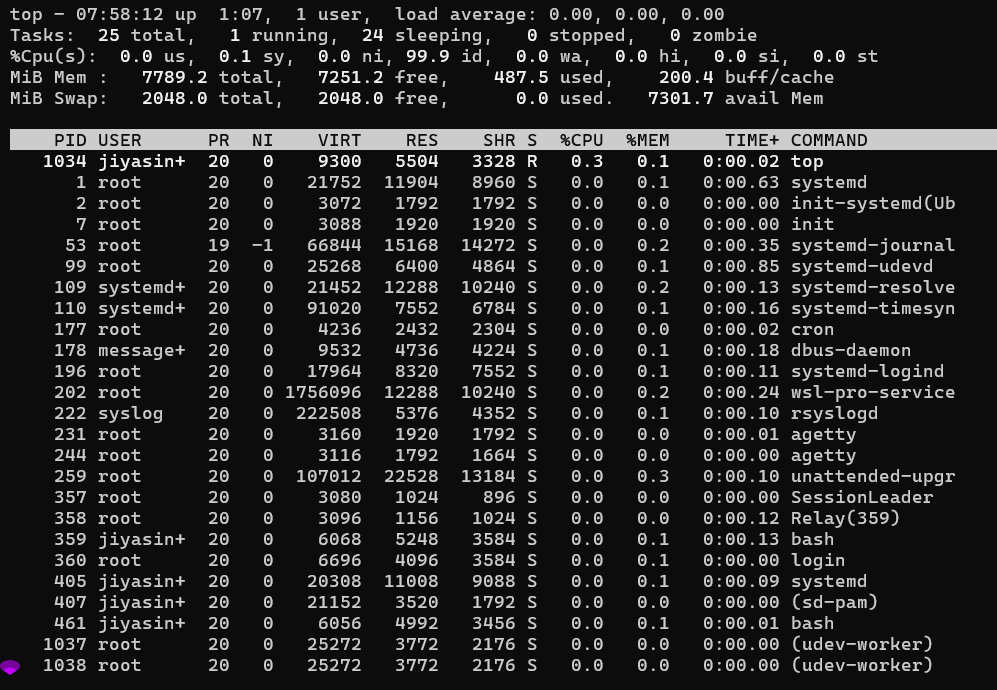 top - 07:58:12 up  1:07,  1 user,  load average: 0.00, 0.00, 0.00
Tasks:  25 total,   1 running,  24 sleeping,   0 stopped,   0 zombie
%Cpu(s):  0.0 us,  0.1 sy,  0.0 ni, 99.9 id,  0.0 wa,  0.0 hi,  0.0 si,  0.0 st
MiB Mem :   7789.2 total,   7251.2 free,    487.5 used,    200.4 buff/cache
MiB Swap:   2048.0 total,   2048.0 free,      0.0 used.   7301.7 avail Mem
    PID USER      PR  NI    VIRT    RES    SHR S  %CPU  %MEM     TIME+ COMMAND
   1034 jiyasin+  20   0    9300   5504   3328 R   0.3   0.1   0:00.02 top
      1 root      20   0   21752  11904   8960 S   0.0   0.1   0:00.63 systemd
      2 root      20   0    3072   1792   1792 S   0.0   0.0   0:00.00 init-systemd(Ub
      7 root      20   0    3088   1920   1920 S   0.0   0.0   0:00.00 init
     53 root      19  -1   66844  15168  14272 S   0.0   0.2   0:00.35 systemd-journal
     99 root      20   0   25268   6400   4864 S   0.0   0.1   0:00.85 systemd-udevd
    109 systemd+  20   0   21452  12288  10240 S   0.0   0.2   0:00.13 systemd-resolve
    110 systemd+  20   0   91020   7552   6784 S   0.0   0.1   0:00.16 systemd-timesyn
    177 root      20   0    4236   2432   2304 S   0.0   0.0   0:00.02 cron
    178 message+  20   0    9532   4736   4224 S   0.0   0.1   0:00.18 dbus-daemon
    196 root      20   0   17964   8320   7552 S   0.0   0.1   0:00.11 systemd-logind
    202 root      20   0 1756096  12288  10240 S   0.0   0.2   0:00.24 wsl-pro-service
    222 syslog    20   0  222508   5376   4352 S   0.0   0.1   0:00.10 rsyslogd
    231 root      20   0    3160   1920   1792 S   0.0   0.0   0:00.01 agetty
    244 root      20   0    3116   1792   1664 S   0.0   0.0   0:00.00 agetty
    259 root      20   0  107012  22528  13184 S   0.0   0.3   0:00.10 unattended-upgr
    357 root      20   0    3080   1024    896 S   0.0   0.0   0:00.00 SessionLeader
    358 root      20   0    3096   1156   1024 S   0.0   0.0   0:00.12 Relay(359)
    359 jiyasin+  20   0    6068   5248   3584 S   0.0   0.1   0:00.13 bash
    360 root      20   0    6696   4096   3584 S   0.0   0.1   0:00.00 login
    405 jiyasin+  20   0   20308  11008   9088 S   0.0   0.1   0:00.09 systemd
    407 jiyasin+  20   0   21152   3520   1792 S   0.0   0.0   0:00.00 (sd-pam)
    461 jiyasin+  20   0    6056   4992   3456 S   0.0   0.1   0:00.01 bash
   1037 root      20   0   25272   3772   2176 S   0.0   0.0   0:00.00 (udev-worker)
   1038 root      20   0   25272   3772   2176 S   0.0   0.0   0:00.00 (udev-worker)